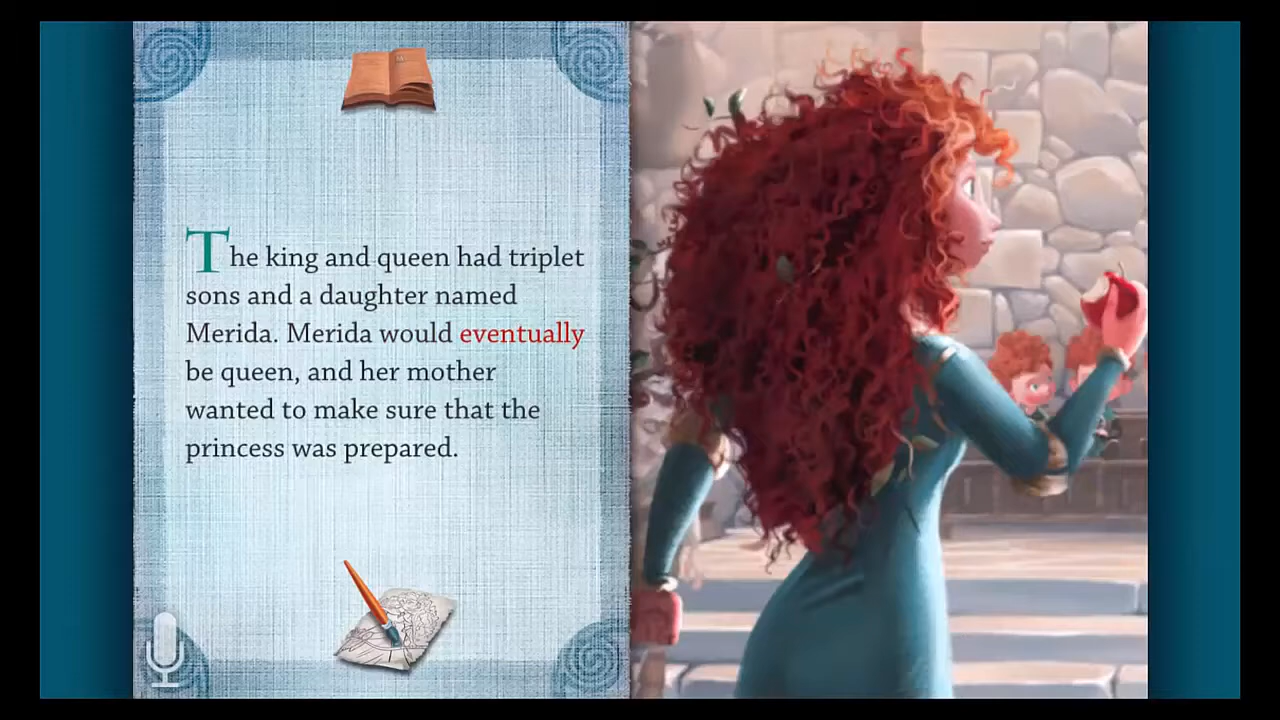 The king and queen had triplet
sons and a daughter named
Merida. Merida would eventually
be queen, and her mother
wanted to make sure that the
princess was prepared.